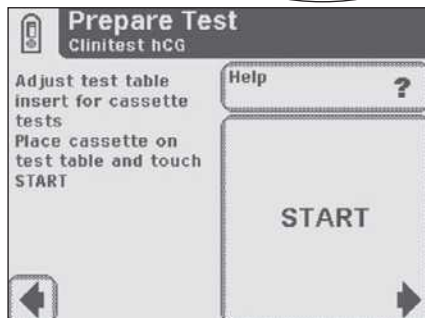 Prepare Test
Clinitest hCG
Adjust test table
insert for cassette
tests
Place cassette on
test table and touch
START
Help
?
START